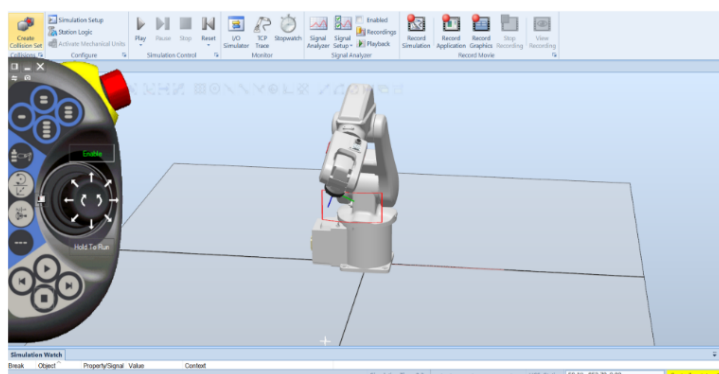 Create Collision Set
Collisions
Simulation Setup
Station Logic
Activate Mechanical Units
Configure
Play
Pause
Stop
Reset
Simulation Control
I/O Simulator
TCP Trace
Stopwatch
Monitor
Signal Analyzer
Signal Setup
Enabled
Recordings
Playback
Signal Analyzer
Record Simulation
Record Application
Record Graphics
Stop Recording
View Recording
Record Movie
Enable
Hold To Run
Simulation Watch
Break Object Property/Signal Value Context